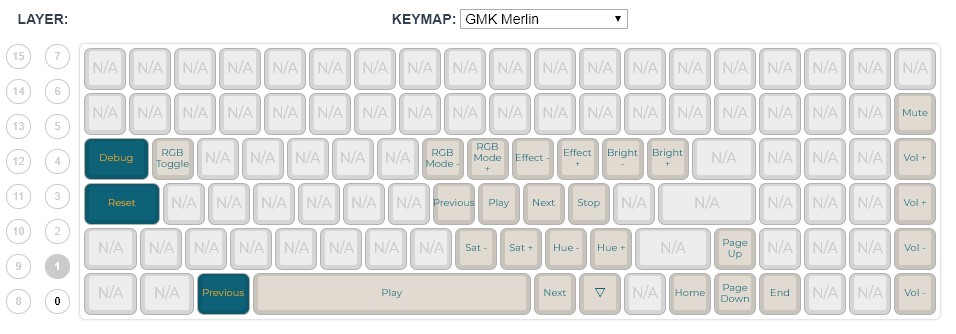 LAYER: KEYMAP: GMK Merlin ▼
15 7 N/A N/A N/A N/A N/A N/A N/A N/A N/A N/A N/A N/A N/A N/A N/A N/A N/A N/A N/A
14 6 N/A N/A N/A N/A N/A N/A N/A N/A N/A N/A N/A N/A N/A N/A N/A N/A N/A N/A Mute
13 5
12 4 Debug RGB Toggle N/A N/A N/A N/A N/A RGB Mode - RGB Mode + Effect - Effect + Bright - Bright + N/A N/A N/A N/A Vol +
11 3 Reset N/A N/A N/A N/A N/A N/A Previous Play Next Stop N/A N/A N/A N/A N/A Vol +
10 2 N/A N/A N/A N/A N/A N/A N/A N/A Sat - Sat + Hue - Hue + N/A Page Up N/A N/A N/A Vol -
9 1
8 0 N/A N/A Previous Play Next ▽ N/A Home Page Down End N/A N/A Vol -